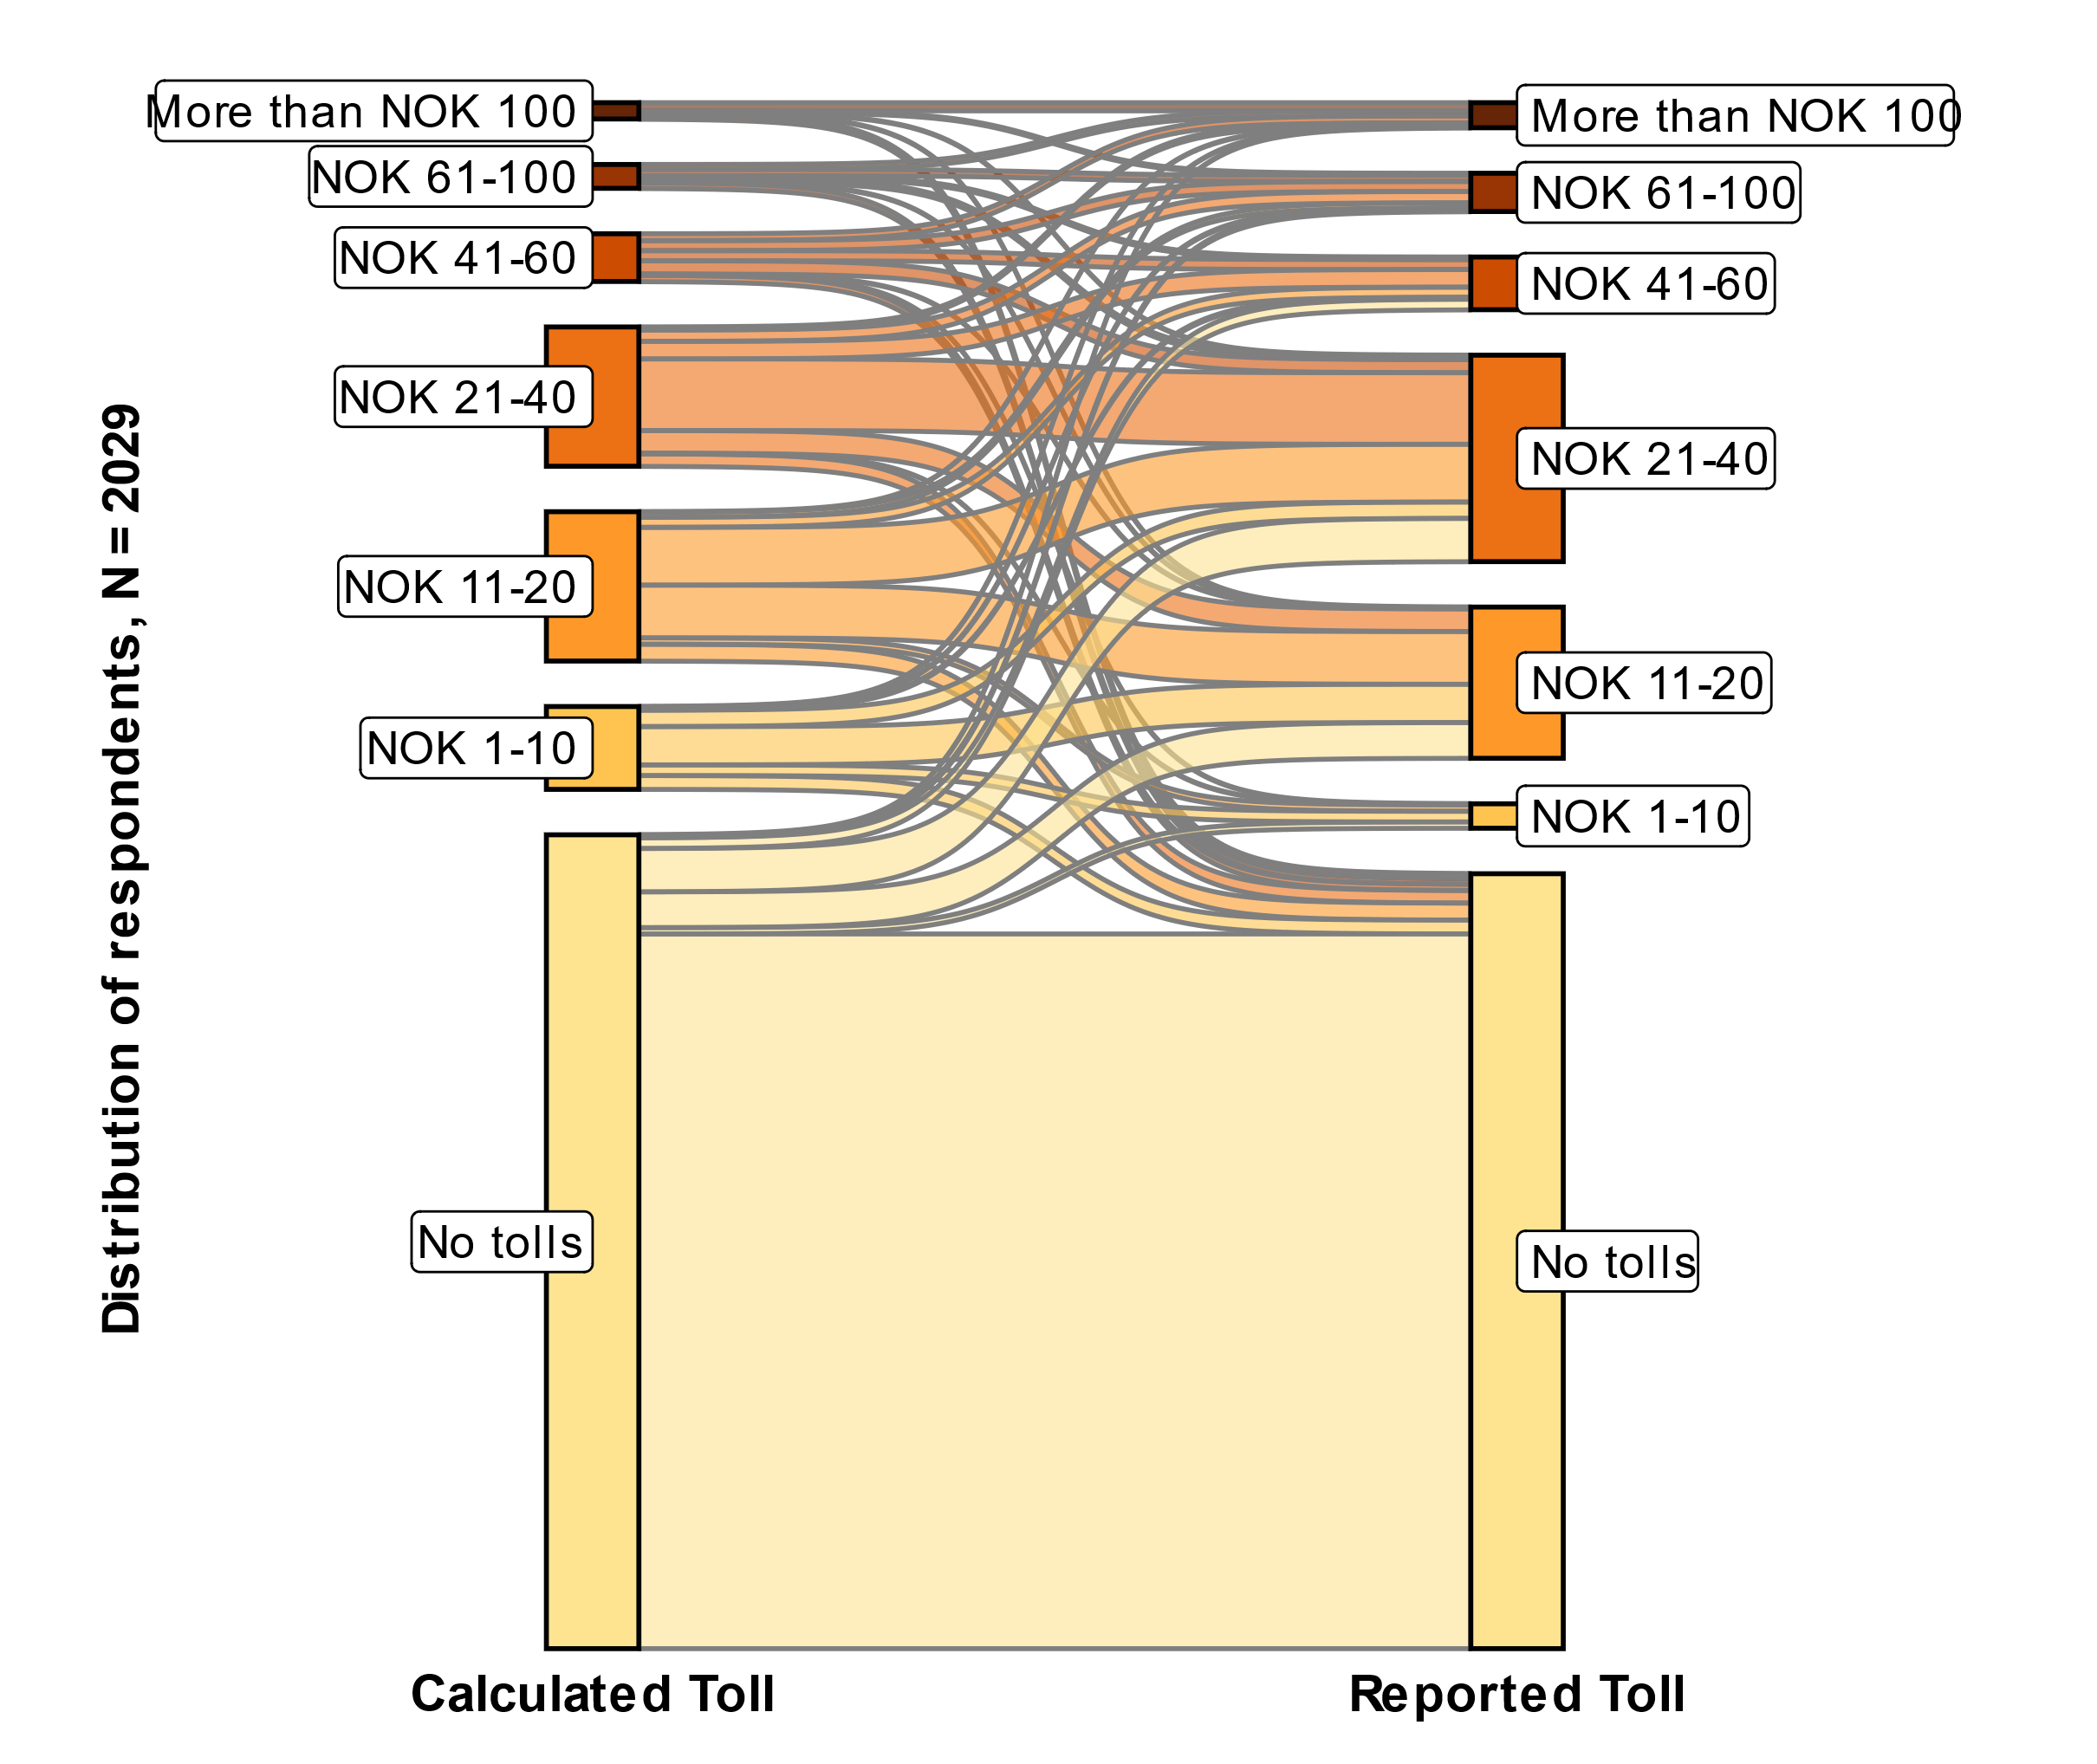 Distribution of respondents, N = 2029
More than NOK 100
NOK 61-100
NOK 41-60
NOK 21-40
NOK 11-20
NOK 1-10
No tolls
More than NOK 100
NOK 61-100
NOK 41-60
NOK 21-40
NOK 11-20
NOK 1-10
No tolls
Calculated Toll
Reported Toll